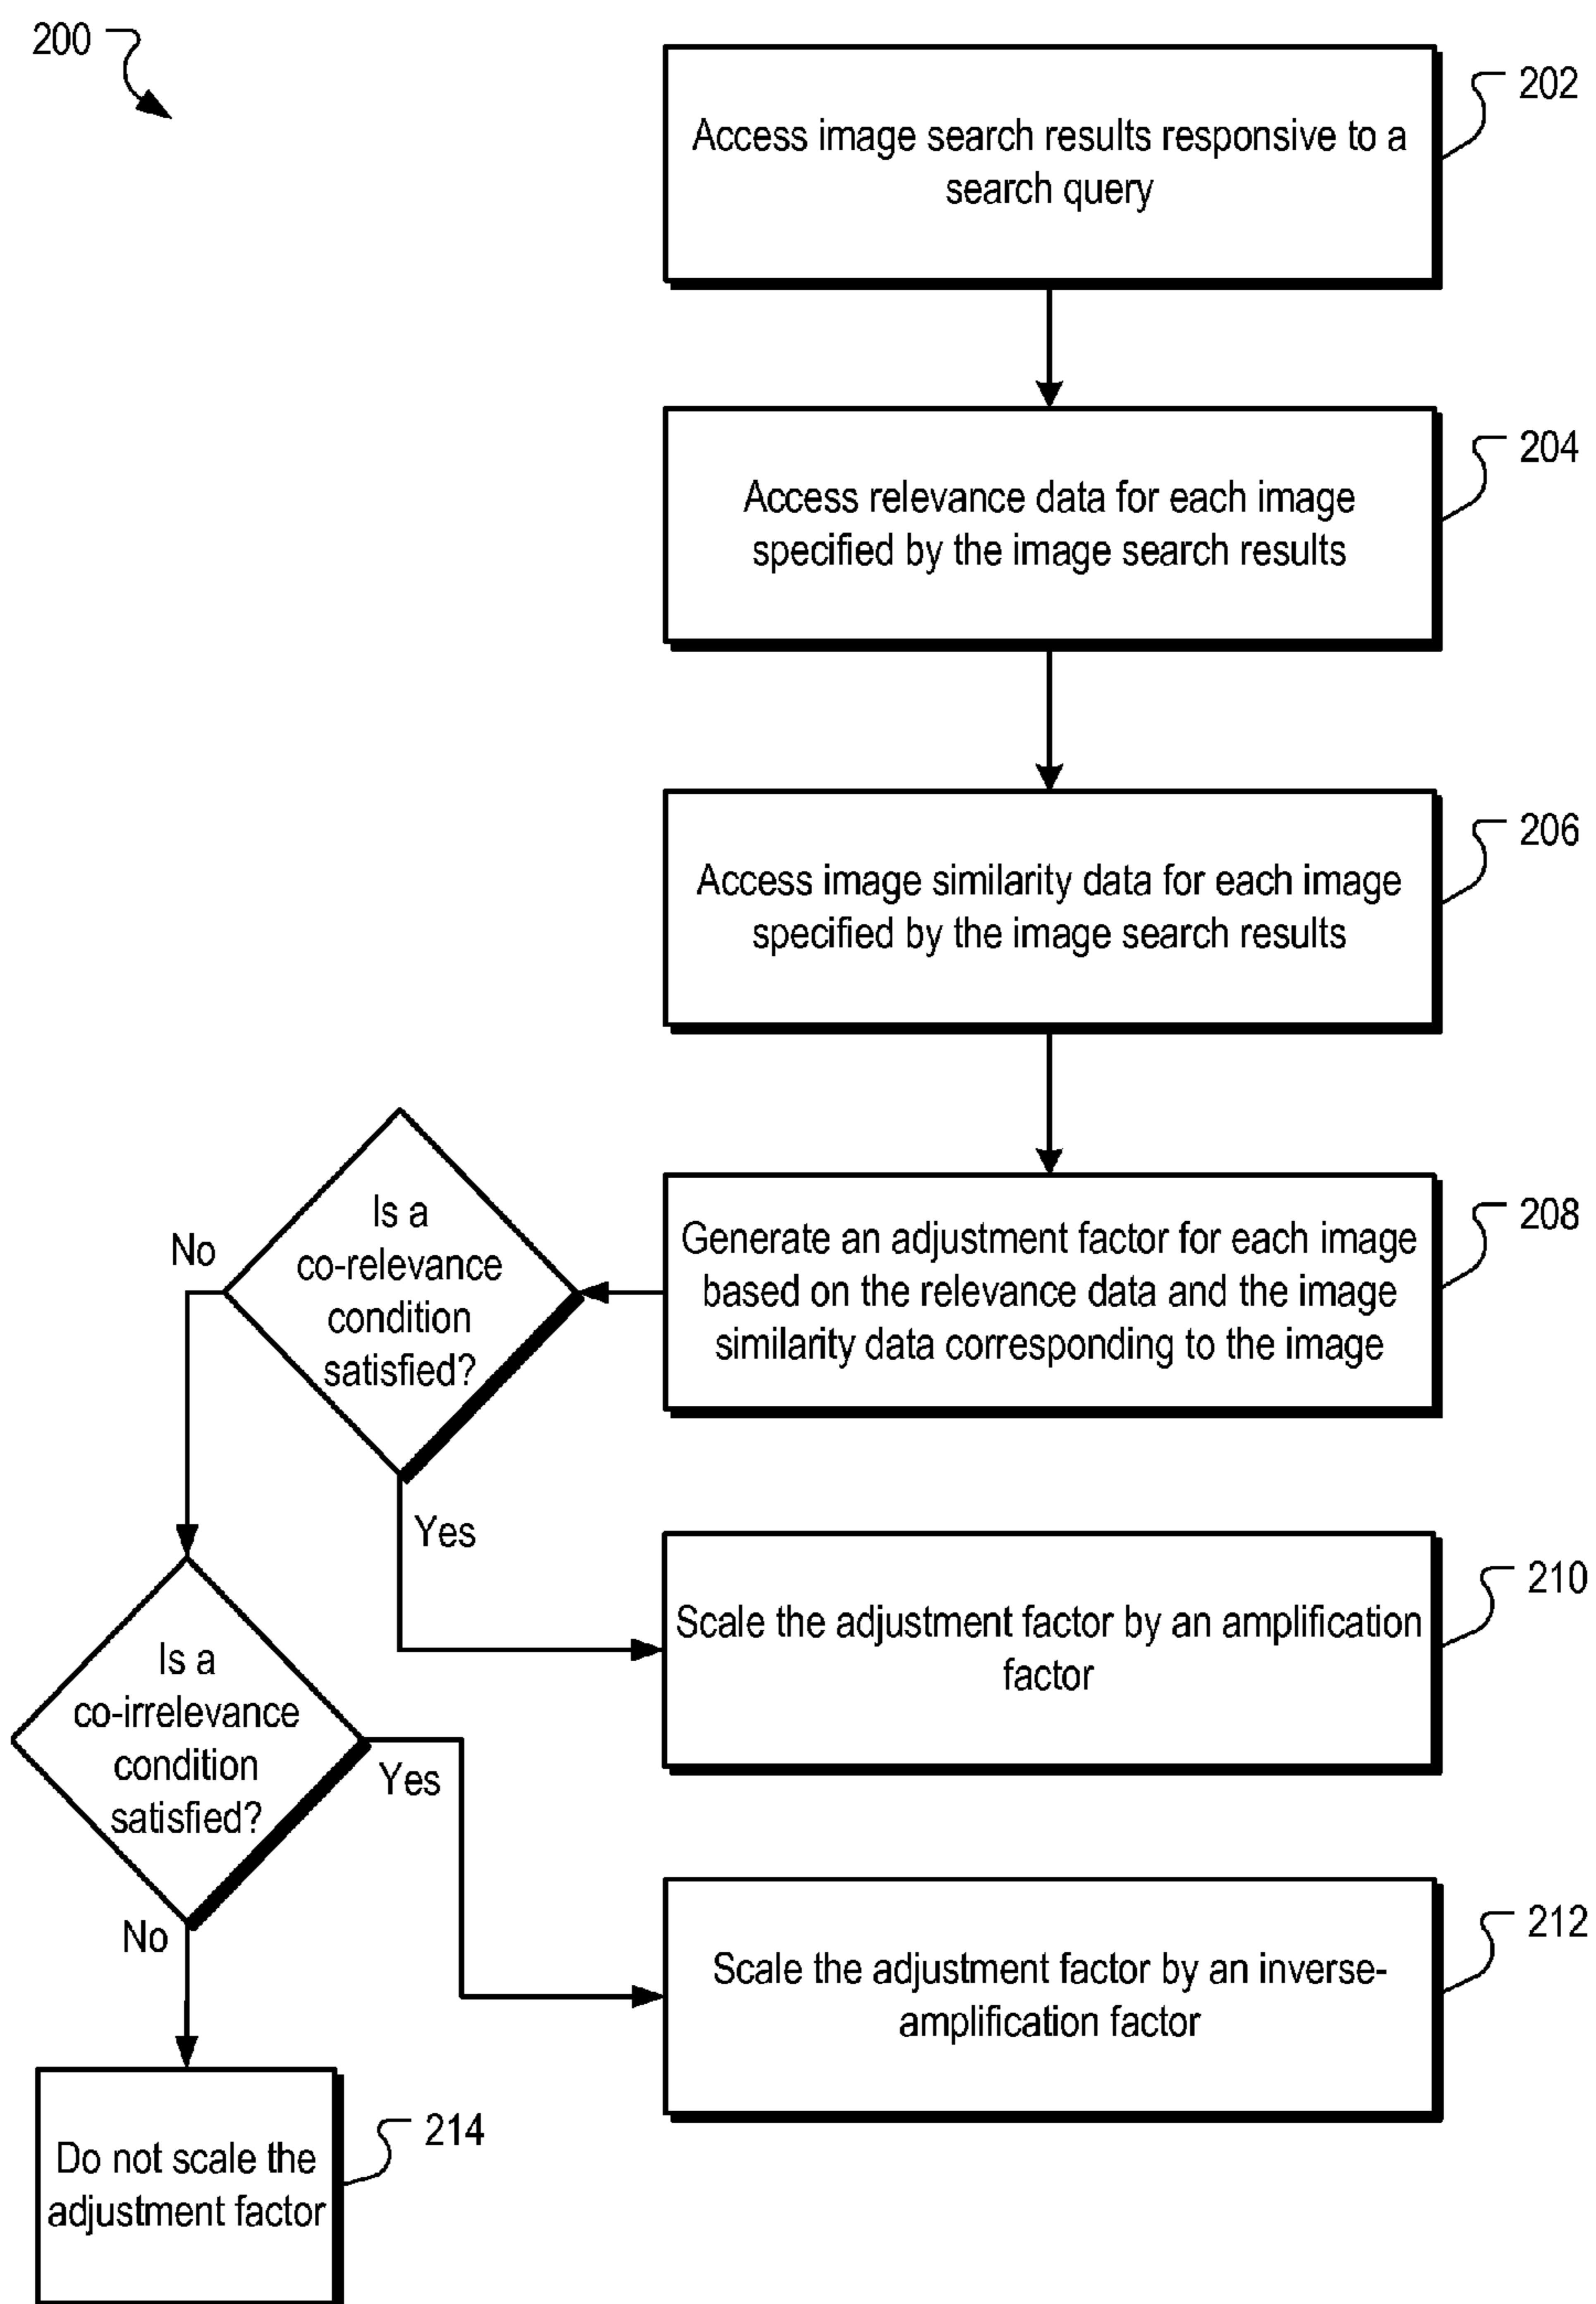 200
Access image search results responsive to a
search query
202
Access relevance data for each image
specified by the image search results
204
Access image similarity data for each image
specified by the image search results
206
Generate an adjustment factor for each image
based on the relevance data and the image
similarity data corresponding to the image
208
Is a
co-relevance
condition
satisfied?
No
Yes
Scale the adjustment factor by an amplification
factor
210
Is a
co-irrelevance
condition
satisfied?
Yes
No
Scale the adjustment factor by an inverse-
amplification factor
212
Do not scale the
adjustment factor
214